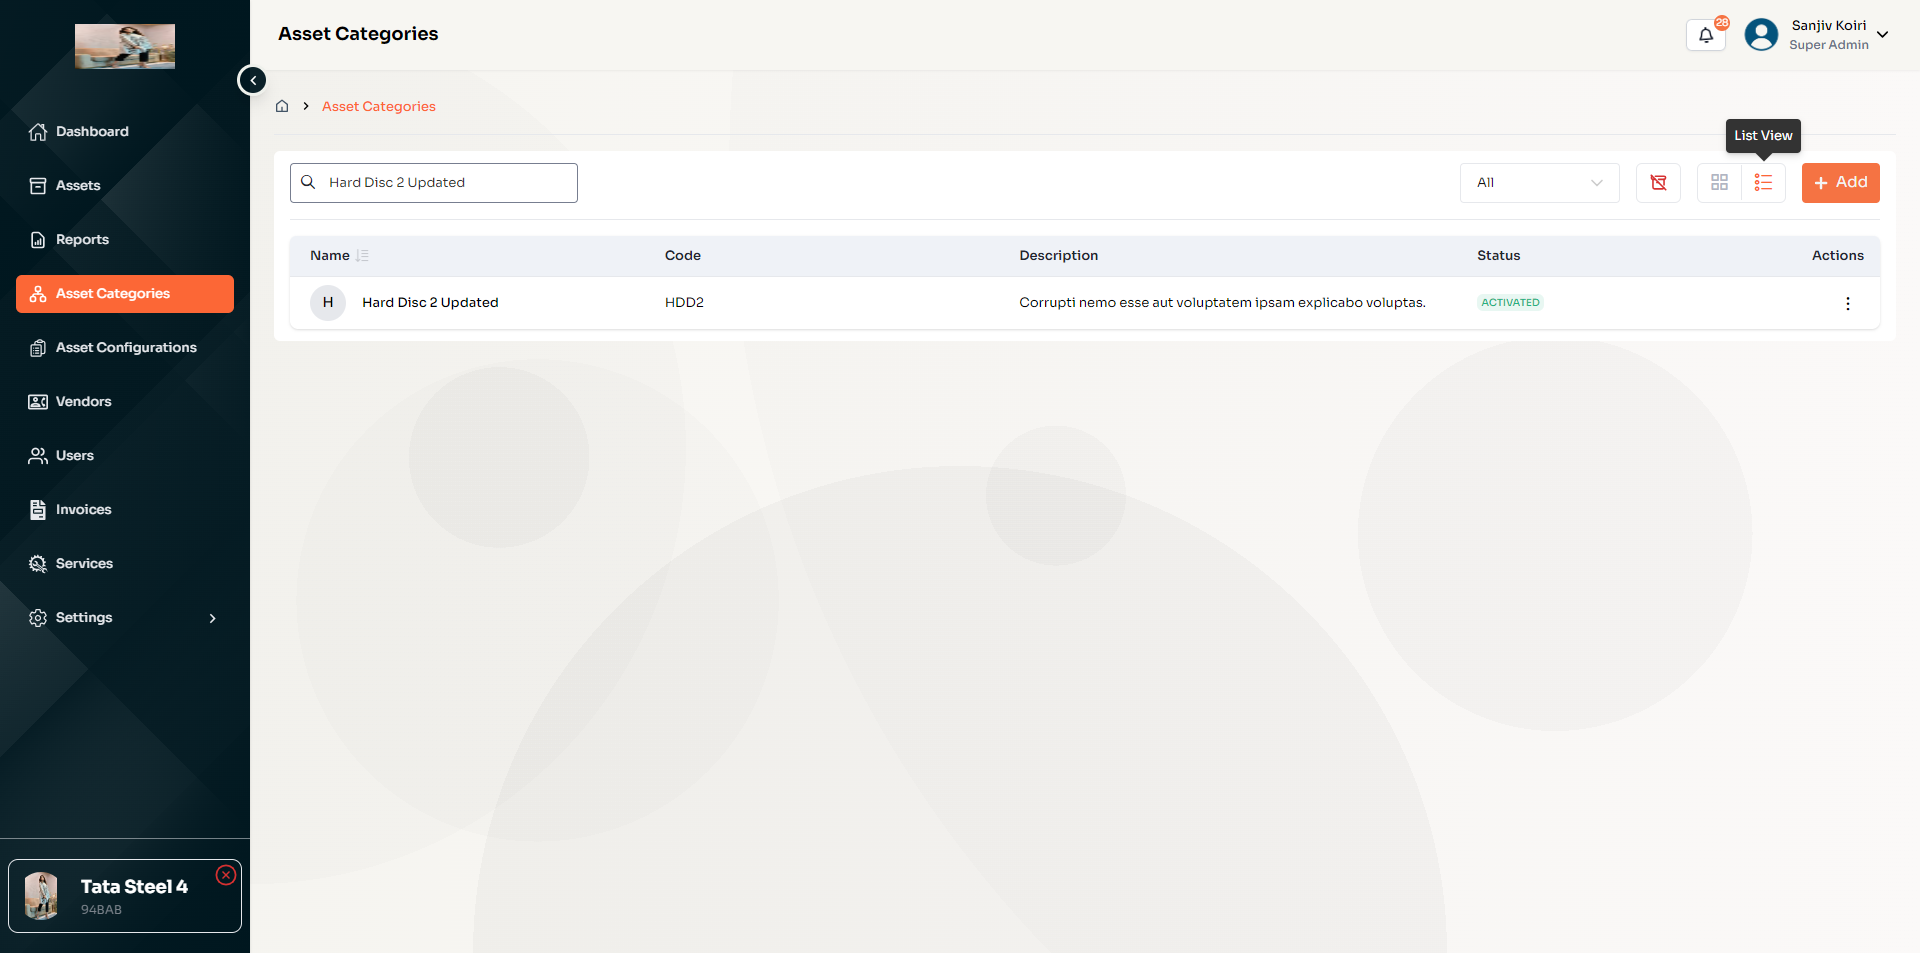 Asset Categories
28
Sanjiv Koiri
Super Admin
Dashboard
Assets
Reports
Asset Categories
Asset Configurations
Vendors
Users
Invoices
Services
Settings
Tata Steel 4
94BAB
Asset Categories
List View
Hard Disc 2 Updated
All
Add
Name Code Description Status Actions
H Hard Disc 2 Updated HDD2 Corrupti nemo esse aut voluptatem ipsam explicabo voluptas. ACTIVATED